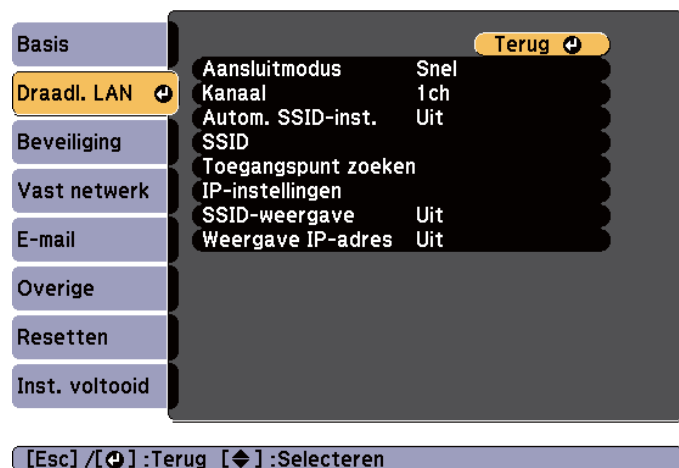 Basis
Draadl. LAN
Beveiliging
Vast netwerk
E-mail
Overige
Resetten
Inst. voltooid
Terug
Aansluitmodus Snel
Kanaal 1ch
Autom. SSID-inst. Uit
SSID
Toegangspunt zoeken
IP-instellingen
SSID-weergave Uit
Weergave IP-adres Uit
[Esc] /[⏎] :Terug [◆] :Selecteren